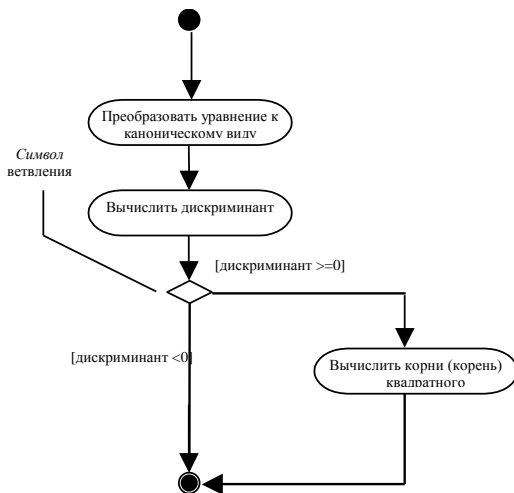 Преобразовать уравнение к
каноническому виду
Символ
ветвления
Вычислить дискриминант
[дискриминант >=0]
[дискриминант <0]
Вычислить корни (корень)
квадратного